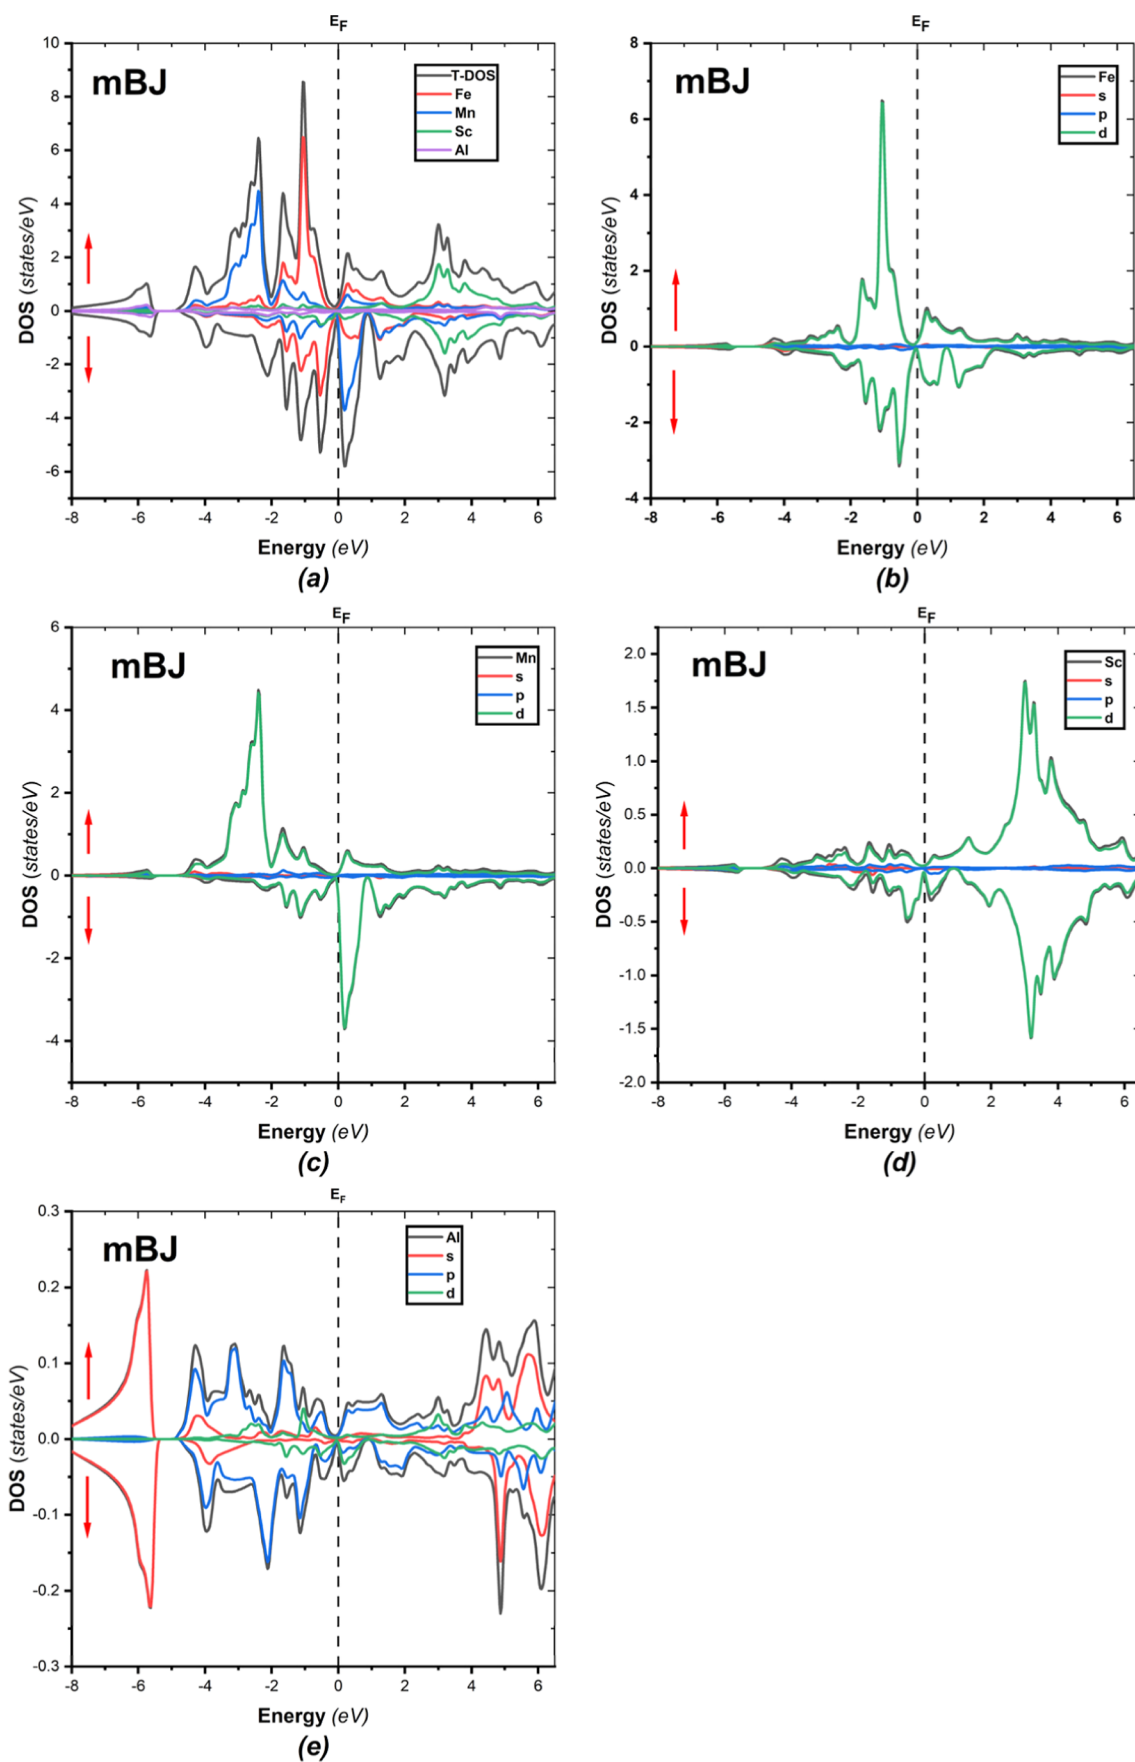 E_F
mBJ
T-DOS
Fe
Mn
Sc
Al
DOS (states/eV)
10
8
6
4
2
0
-2
-4
-6
-8 -6 -4 -2 0 2 4 6
Energy (eV)
(a)
E_F
mBJ
Fe
s
p
d
DOS (states/eV)
8
6
4
2
0
-2
-4
-8 -6 -4 -2 0 2 4 6
Energy (eV)
(b)
E_F
mBJ
Mn
s
p
d
DOS (states/eV)
6
4
2
0
-2
-4
-8 -6 -4 -2 0 2 4 6
Energy (eV)
(c)
E_F
mBJ
Sc
s
p
d
DOS (states/eV)
2.0
1.5
1.0
0.5
0.0
-0.5
-1.0
-1.5
-2.0
-8 -6 -4 -2 0 2 4 6
Energy (eV)
(d)
E_F
mBJ
Al
s
p
d
DOS (states/eV)
0.3
0.2
0.1
0.0
-0.1
-0.2
-0.3
-8 -6 -4 -2 0 2 4 6
Energy (eV)
(e)